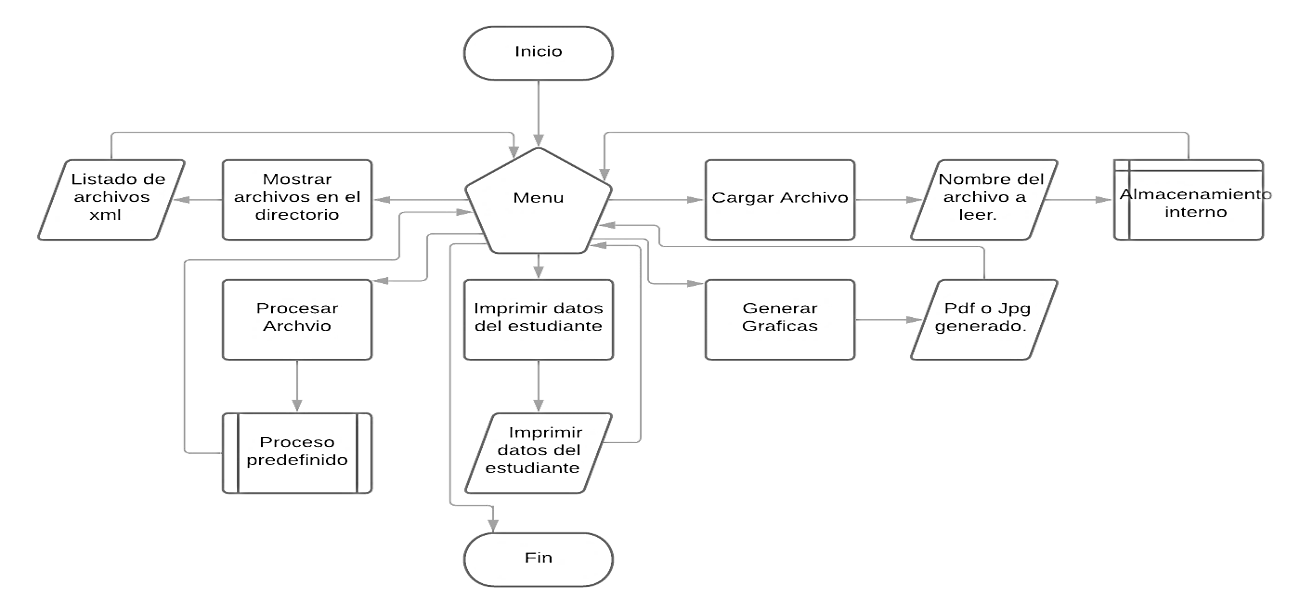 Inicio
Listado de
archivos
xml
Mostrar
archivos en el
directorio
Menu
Cargar Archivo
Nombre del
archivo a
leer.
Almacenamiento
interno
Procesar
Archvio
Imprimir datos
del estudiante
Generar
Graficas
Pdf o Jpg
generado.
Proceso
predefinido
Imprimir
datos del
estudiante
Fin